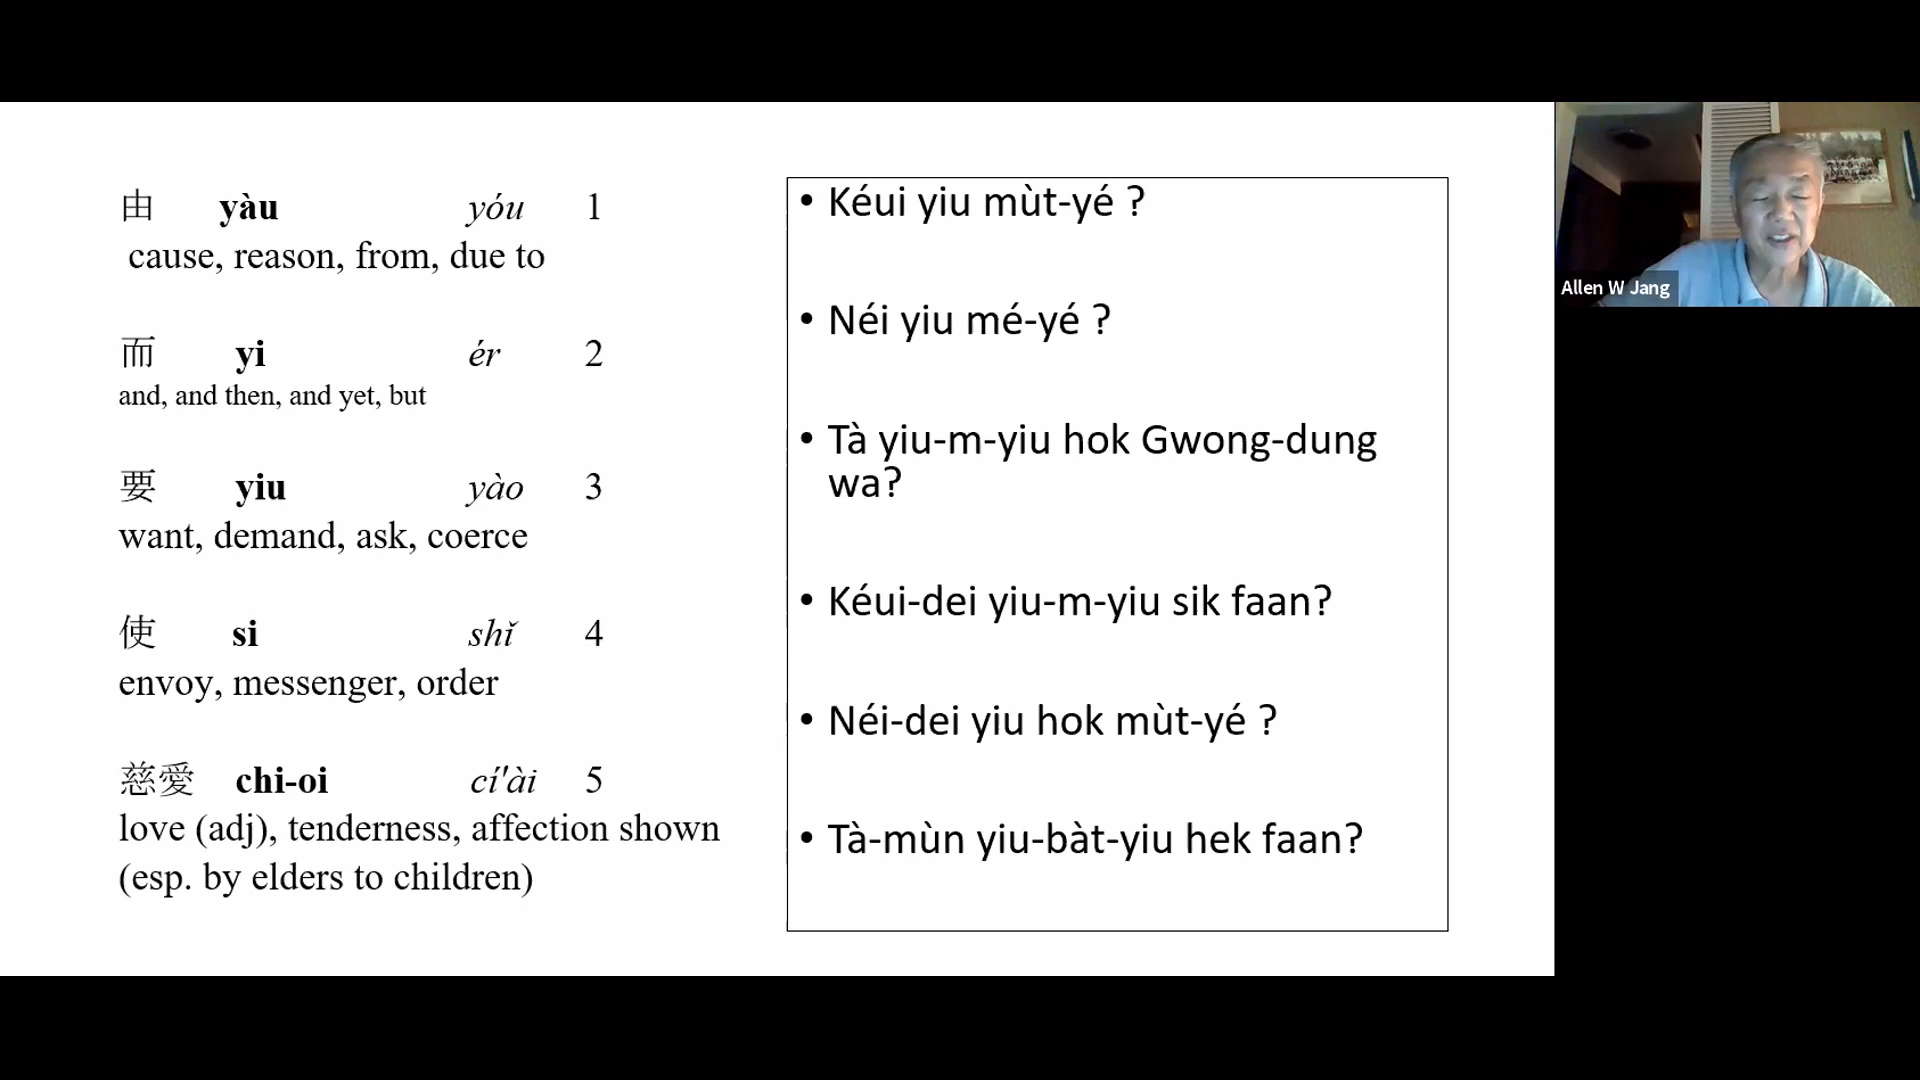 由 yàu yóu 1
cause, reason, from, due to
而 yi ér 2
and, and then, and yet, but
要 yiu yào 3
want, demand, ask, coerce
使 si shǐ 4
envoy, messenger, order
慈愛 chi-oi cí'ài 5
love (adj), tenderness, affection shown
(esp. by elders to children)
• Kéui yiu mùt-yé ?
• Néi yiu mé-yé ?
• Tà yiu-m-yiu hok Gwong-dung
wa?
• Kéui-dei yiu-m-yiu sik faan?
• Néi-dei yiu hok mùt-yé ?
• Tà-mùn yiu-bàt-yiu hek faan?
Allen W Jang